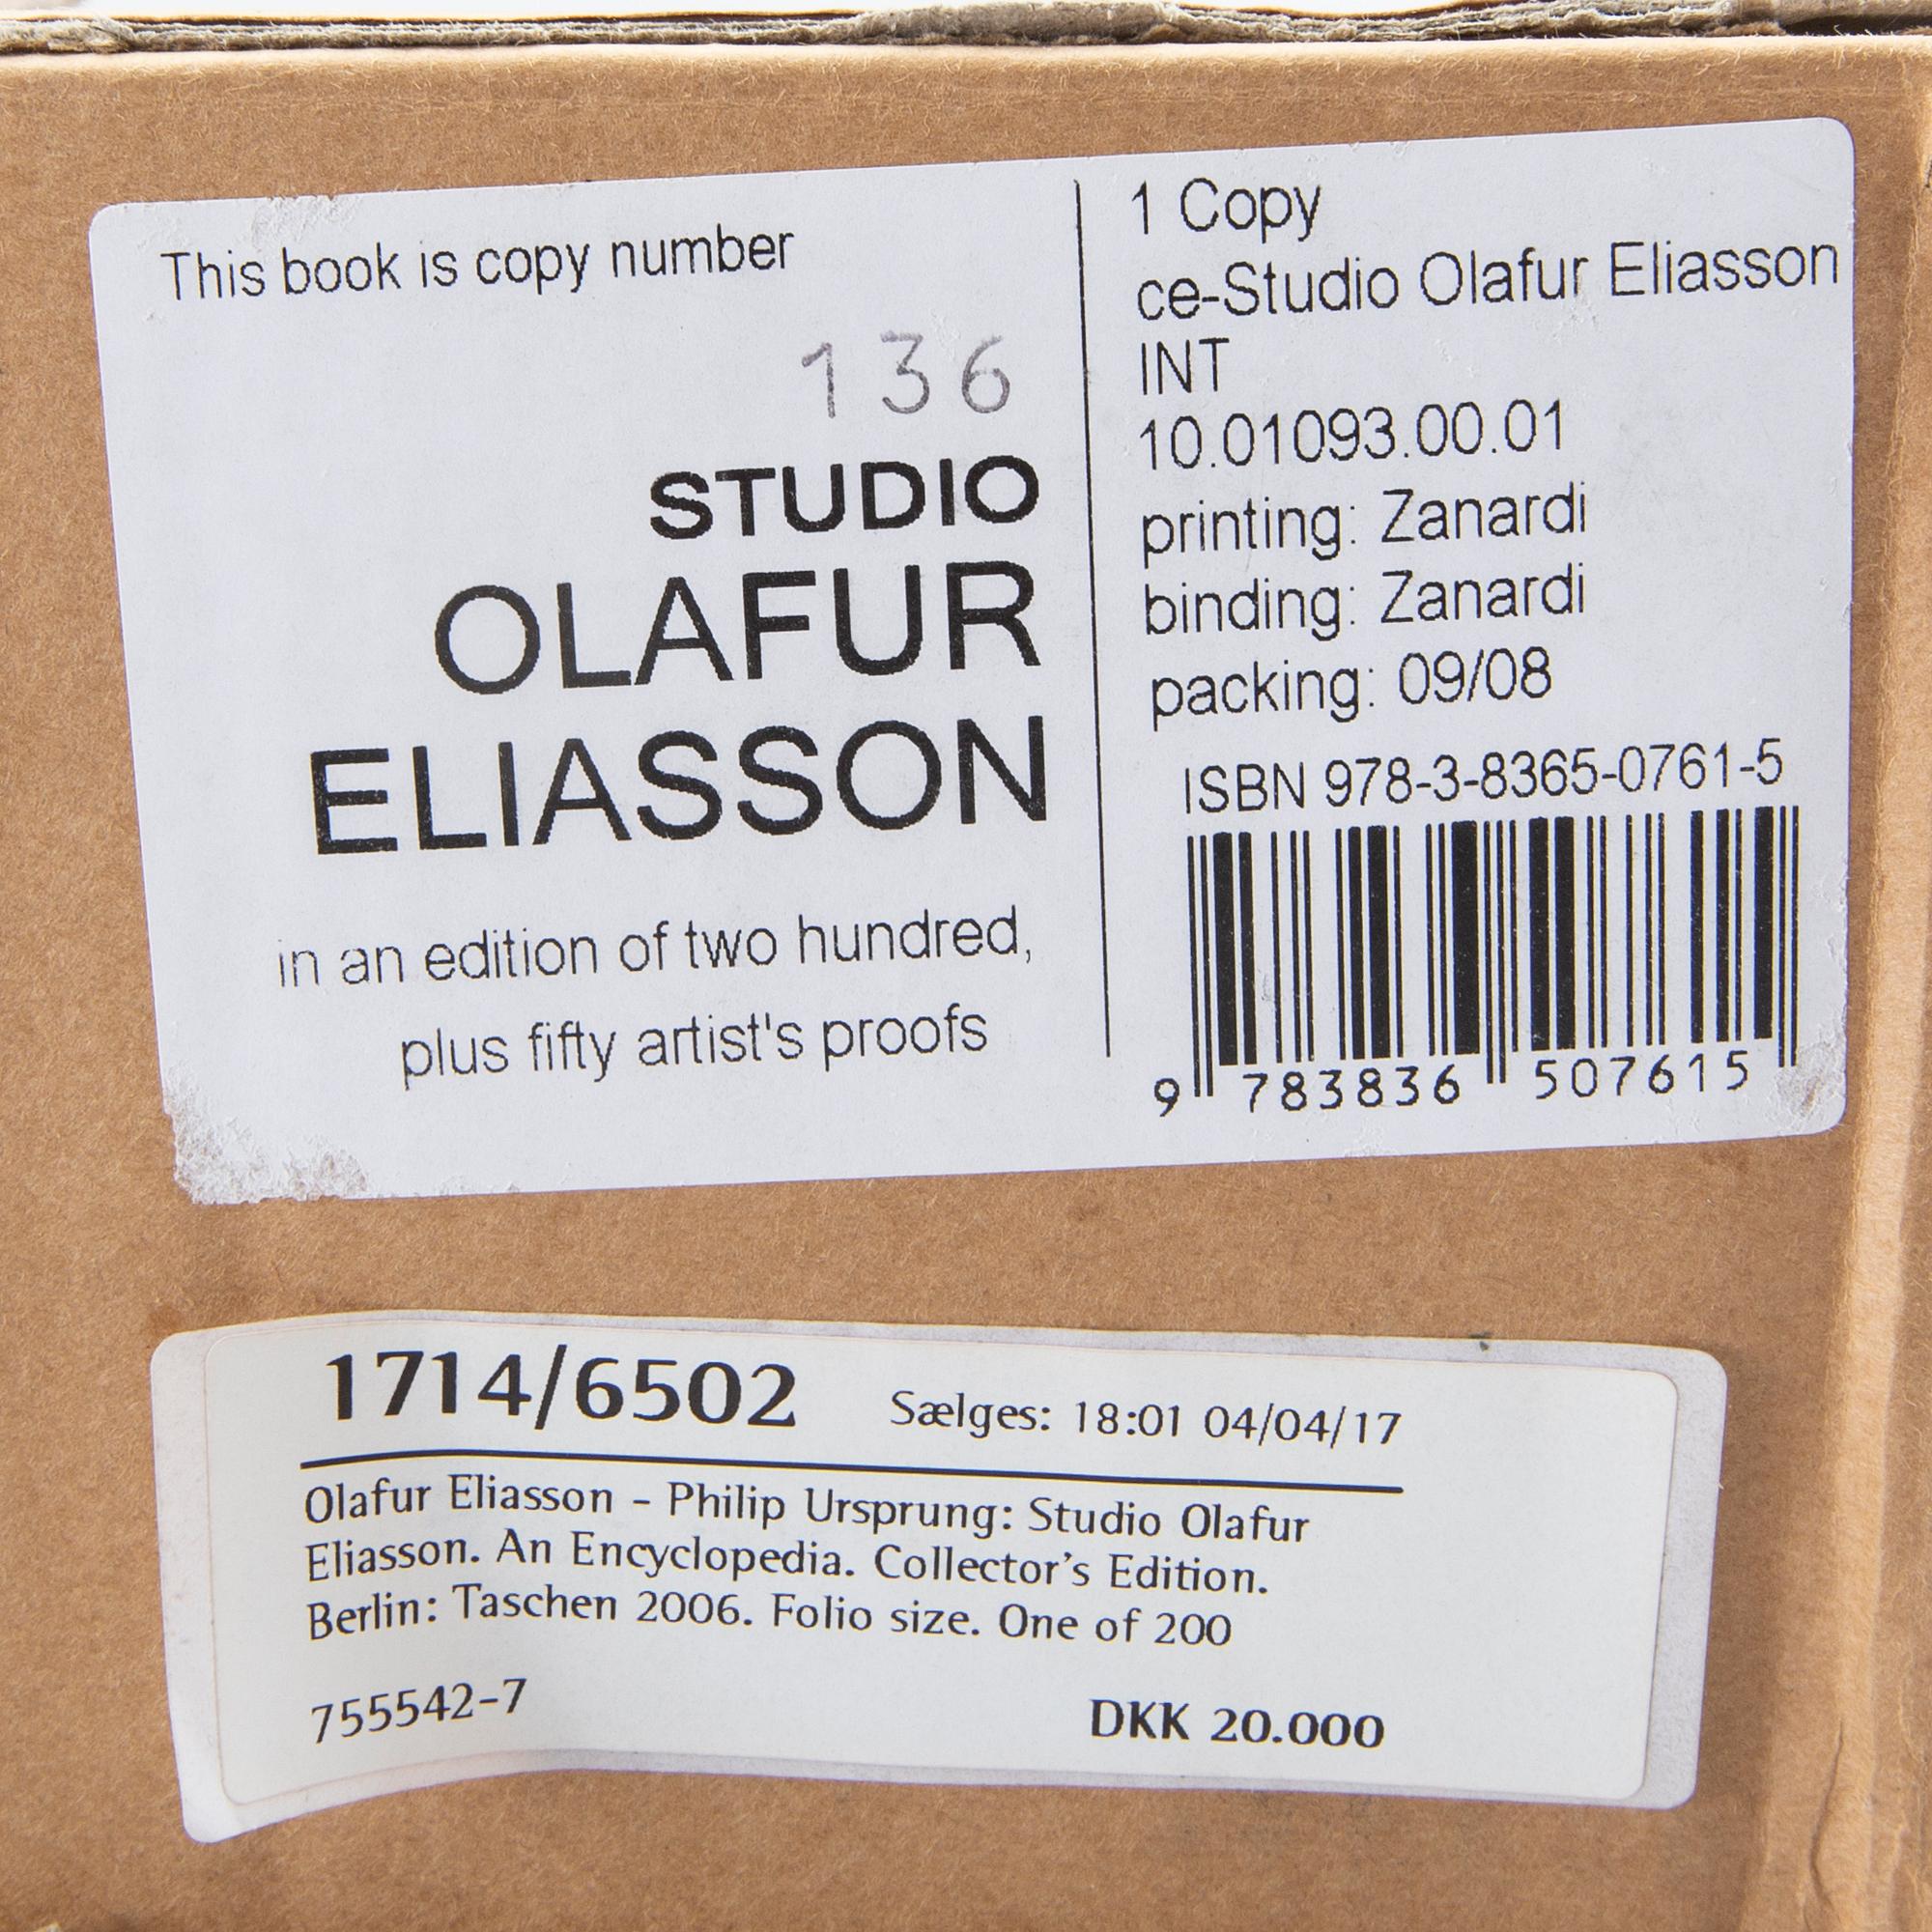 This book is copy number
136
STUDIO
OLAFUR
ELIASSON
in an edition of two hundred,
plus fifty artist's proofs
1 Copy
ce-Studio Olafur Eliasson
INT
10.01093.00.01
printing: Zanardi
binding: Zanardi
packing: 09/08
ISBN 978-3-8365-0761-5
9 783836 507615
1714/6502 Sælges: 18:01 04/04/17
Olafur Eliasson - Philip Ursprung: Studio Olafur
Eliasson. An Encyclopedia. Collector's Edition.
Berlin: Taschen 2006. Folio size. One of 200
755542-7 DKK 20.000